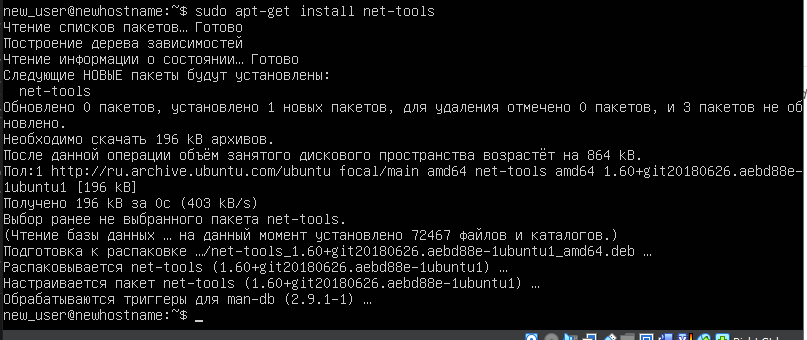 new_user@newhostname:~$ sudo apt-get install net-tools
Чтение списков пакетов… Готово
Построение дерева зависимостей
Чтение информации о состоянии… Готово
Следующие НОВЫЕ пакеты будут установлены:
  net-tools
Обновлено 0 пакетов, установлено 1 новых пакетов, для удаления отмечено 0 пакетов, и 3 пакетов не об
новлено.
Необходимо скачать 196 kB архивов.
После данной операции объём занятого дискового пространства возрастёт на 864 kB.
Пол:1 http://ru.archive.ubuntu.com/ubuntu focal/main amd64 net-tools amd64 1.60+git20180626.aebd88e-
1ubuntu1 [196 kB]
Получено 196 kB за 0с (403 kB/s)
Выбор ранее не выбранного пакета net-tools.
(Чтение базы данных … на данный момент установлено 72467 файлов и каталогов.)
Подготовка к распаковке …/net-tools_1.60+git20180626.aebd88e-1ubuntu1_amd64.deb …
Распаковывается net-tools (1.60+git20180626.aebd88e-1ubuntu1) …
Настраивается пакет net-tools (1.60+git20180626.aebd88e-1ubuntu1) …
Обрабатываются триггеры для man-db (2.9.1-1) …
new_user@newhostname:~$ _